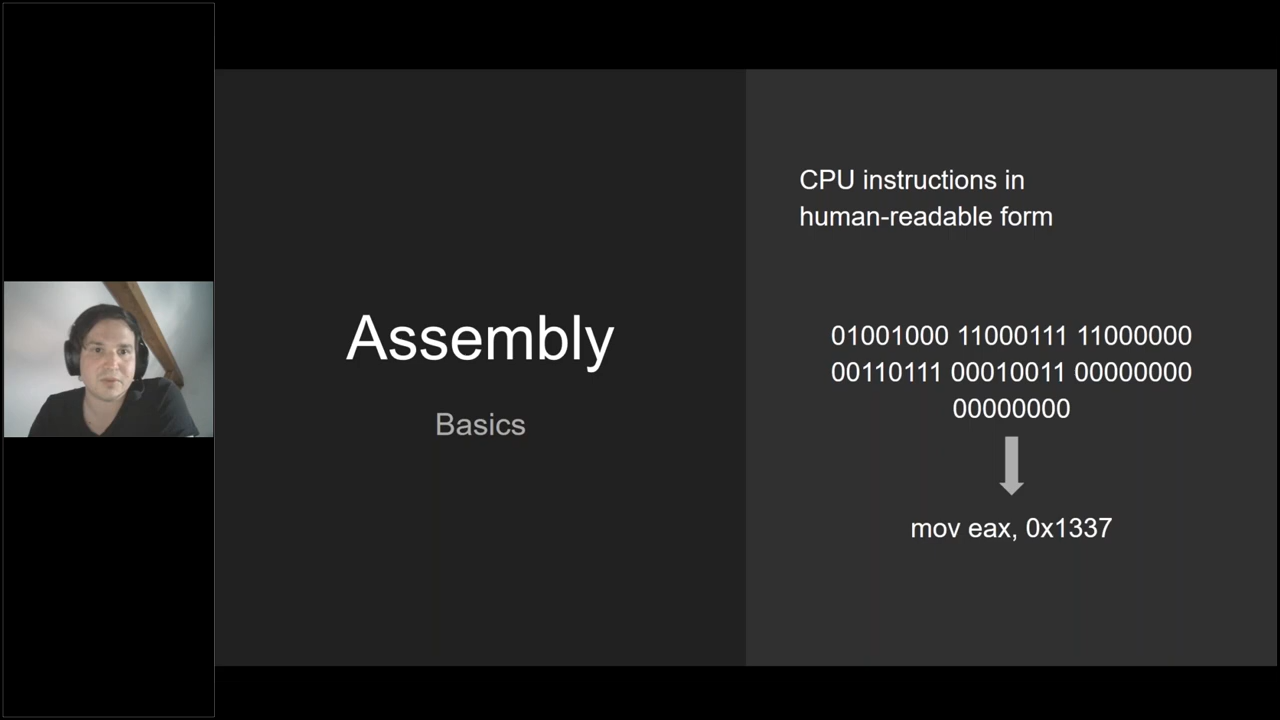 Assembly
Basics
CPU instructions in
human-readable form
01001000 11000111 11000000
00110111 00010011 00000000
00000000
mov eax, 0x1337